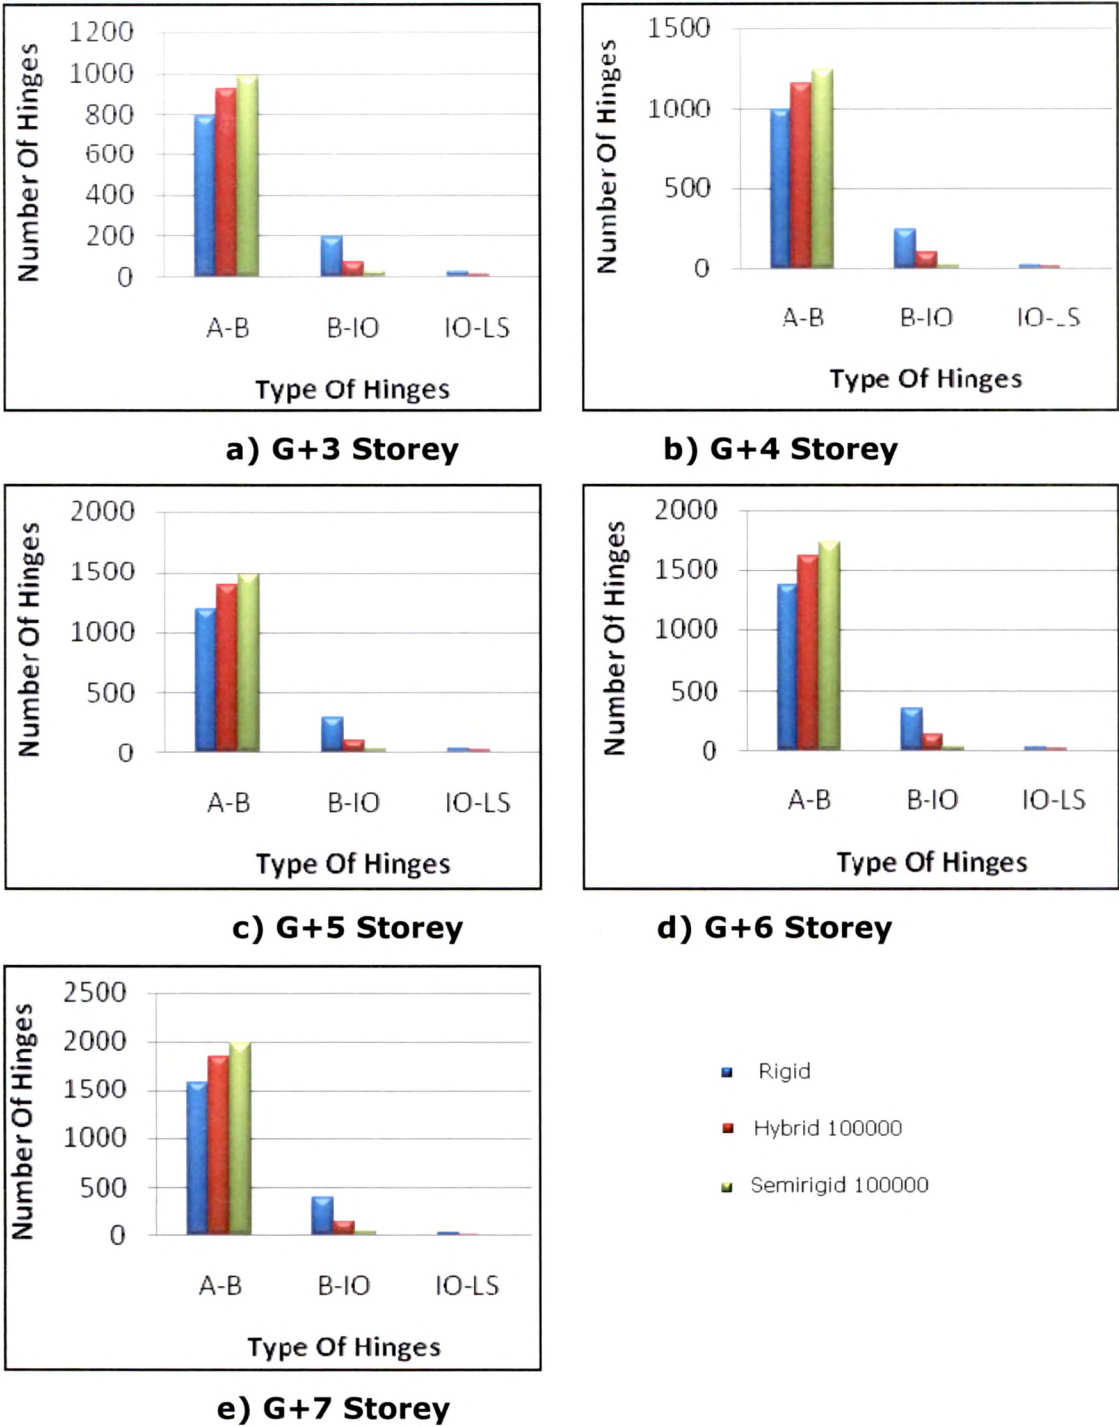 Number Of Hinges
1200
1000
800
600
400
200
0
A-B B-IO IO-LS
Type Of Hinges
a) G+3 Storey
Number Of Hinges
1500
1000
500
0
A-B B-IO IO-LS
Type Of Hinges
b) G+4 Storey
Number Of Hinges
2000
1500
1000
500
0
A-B B-IO IO-LS
Type Of Hinges
c) G+5 Storey
Number Of Hinges
2000
1500
1000
500
0
A-B B-IO IO-LS
Type Of Hinges
d) G+6 Storey
Number Of Hinges
2500
2000
1500
1000
500
0
A-B B-IO IO-LS
Type Of Hinges
e) G+7 Storey
Rigid
Hybrid 100000
Semirigid 100000